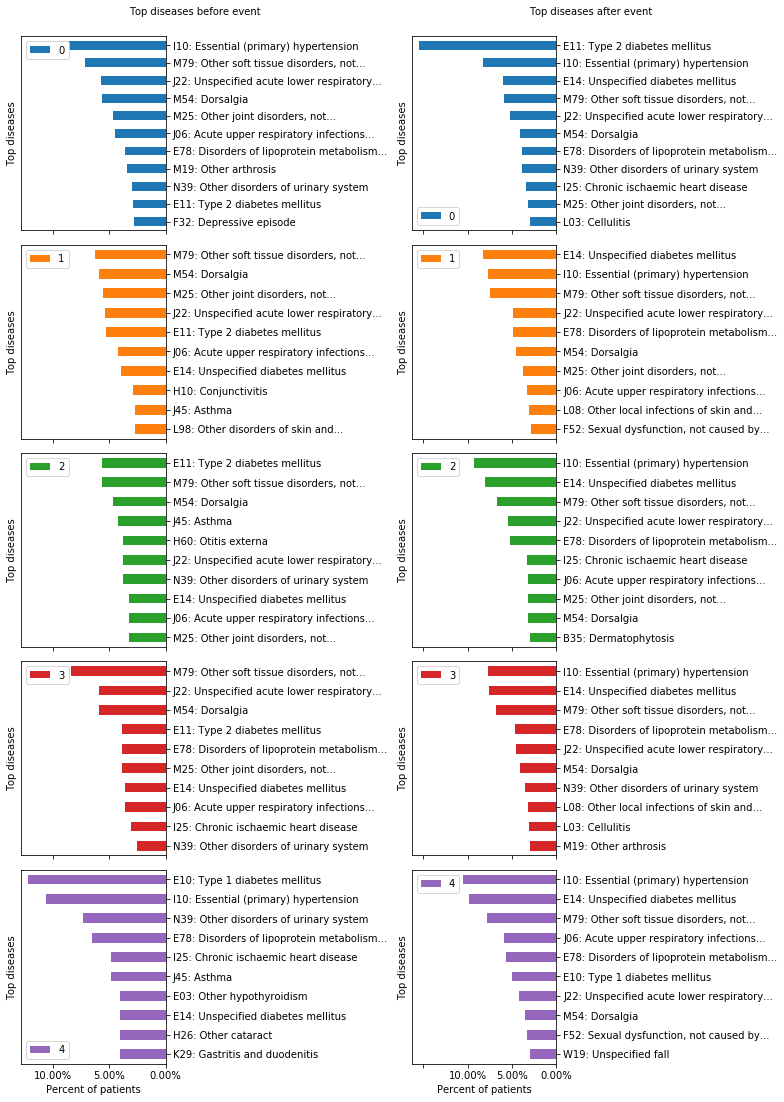 Top diseases before event
Top diseases after event
0
Top diseases
I10: Essential (primary) hypertension
M79: Other soft tissue disorders, not...
J22: Unspecified acute lower respiratory...
M54: Dorsalgia
M25: Other joint disorders, not...
J06: Acute upper respiratory infections...
E78: Disorders of lipoprotein metabolism...
M19: Other arthrosis
N39: Other disorders of urinary system
E11: Type 2 diabetes mellitus
F32: Depressive episode
0
Top diseases
E11: Type 2 diabetes mellitus
I10: Essential (primary) hypertension
E14: Unspecified diabetes mellitus
M79: Other soft tissue disorders, not...
J22: Unspecified acute lower respiratory...
M54: Dorsalgia
E78: Disorders of lipoprotein metabolism...
N39: Other disorders of urinary system
I25: Chronic ischaemic heart disease
M25: Other joint disorders, not...
L03: Cellulitis
1
Top diseases
M79: Other soft tissue disorders, not...
M54: Dorsalgia
M25: Other joint disorders, not...
J22: Unspecified acute lower respiratory...
E11: Type 2 diabetes mellitus
J06: Acute upper respiratory infections...
E14: Unspecified diabetes mellitus
H10: Conjunctivitis
J45: Asthma
L98: Other disorders of skin and...
1
Top diseases
E14: Unspecified diabetes mellitus
I10: Essential (primary) hypertension
M79: Other soft tissue disorders, not...
J22: Unspecified acute lower respiratory...
E78: Disorders of lipoprotein metabolism...
M54: Dorsalgia
M25: Other joint disorders, not...
J06: Acute upper respiratory infections...
L08: Other local infections of skin and...
F52: Sexual dysfunction, not caused by...
2
Top diseases
E11: Type 2 diabetes mellitus
M79: Other soft tissue disorders, not...
M54: Dorsalgia
J45: Asthma
H60: Otitis externa
J22: Unspecified acute lower respiratory...
N39: Other disorders of urinary system
E14: Unspecified diabetes mellitus
J06: Acute upper respiratory infections...
M25: Other joint disorders, not...
2
Top diseases
I10: Essential (primary) hypertension
E14: Unspecified diabetes mellitus
M79: Other soft tissue disorders, not...
J22: Unspecified acute lower respiratory...
E78: Disorders of lipoprotein metabolism...
I25: Chronic ischaemic heart disease
J06: Acute upper respiratory infections...
M25: Other joint disorders, not...
M54: Dorsalgia
B35: Dermatophytosis
3
Top diseases
M79: Other soft tissue disorders, not...
J22: Unspecified acute lower respiratory...
M54: Dorsalgia
E11: Type 2 diabetes mellitus
E78: Disorders of lipoprotein metabolism...
M25: Other joint disorders, not...
E14: Unspecified diabetes mellitus
J06: Acute upper respiratory infections...
I25: Chronic ischaemic heart disease
N39: Other disorders of urinary system
3
Top diseases
I10: Essential (primary) hypertension
E14: Unspecified diabetes mellitus
M79: Other soft tissue disorders, not...
E78: Disorders of lipoprotein metabolism...
J22: Unspecified acute lower respiratory...
M54: Dorsalgia
N39: Other disorders of urinary system
L08: Other local infections of skin and...
L03: Cellulitis
M19: Other arthrosis
4
Top diseases
E10: Type 1 diabetes mellitus
I10: Essential (primary) hypertension
N39: Other disorders of urinary system
E78: Disorders of lipoprotein metabolism...
I25: Chronic ischaemic heart disease
J45: Asthma
E03: Other hypothyroidism
E14: Unspecified diabetes mellitus
H26: Other cataract
K29: Gastritis and duodenitis
10.00% 5.00% 0.00%
Percent of patients
4
Top diseases
I10: Essential (primary) hypertension
E14: Unspecified diabetes mellitus
M79: Other soft tissue disorders, not...
J06: Acute upper respiratory infections...
E78: Disorders of lipoprotein metabolism...
E10: Type 1 diabetes mellitus
J22: Unspecified acute lower respiratory...
M54: Dorsalgia
F52: Sexual dysfunction, not caused by...
W19: Unspecified fall
10.00% 5.00% 0.00%
Percent of patients